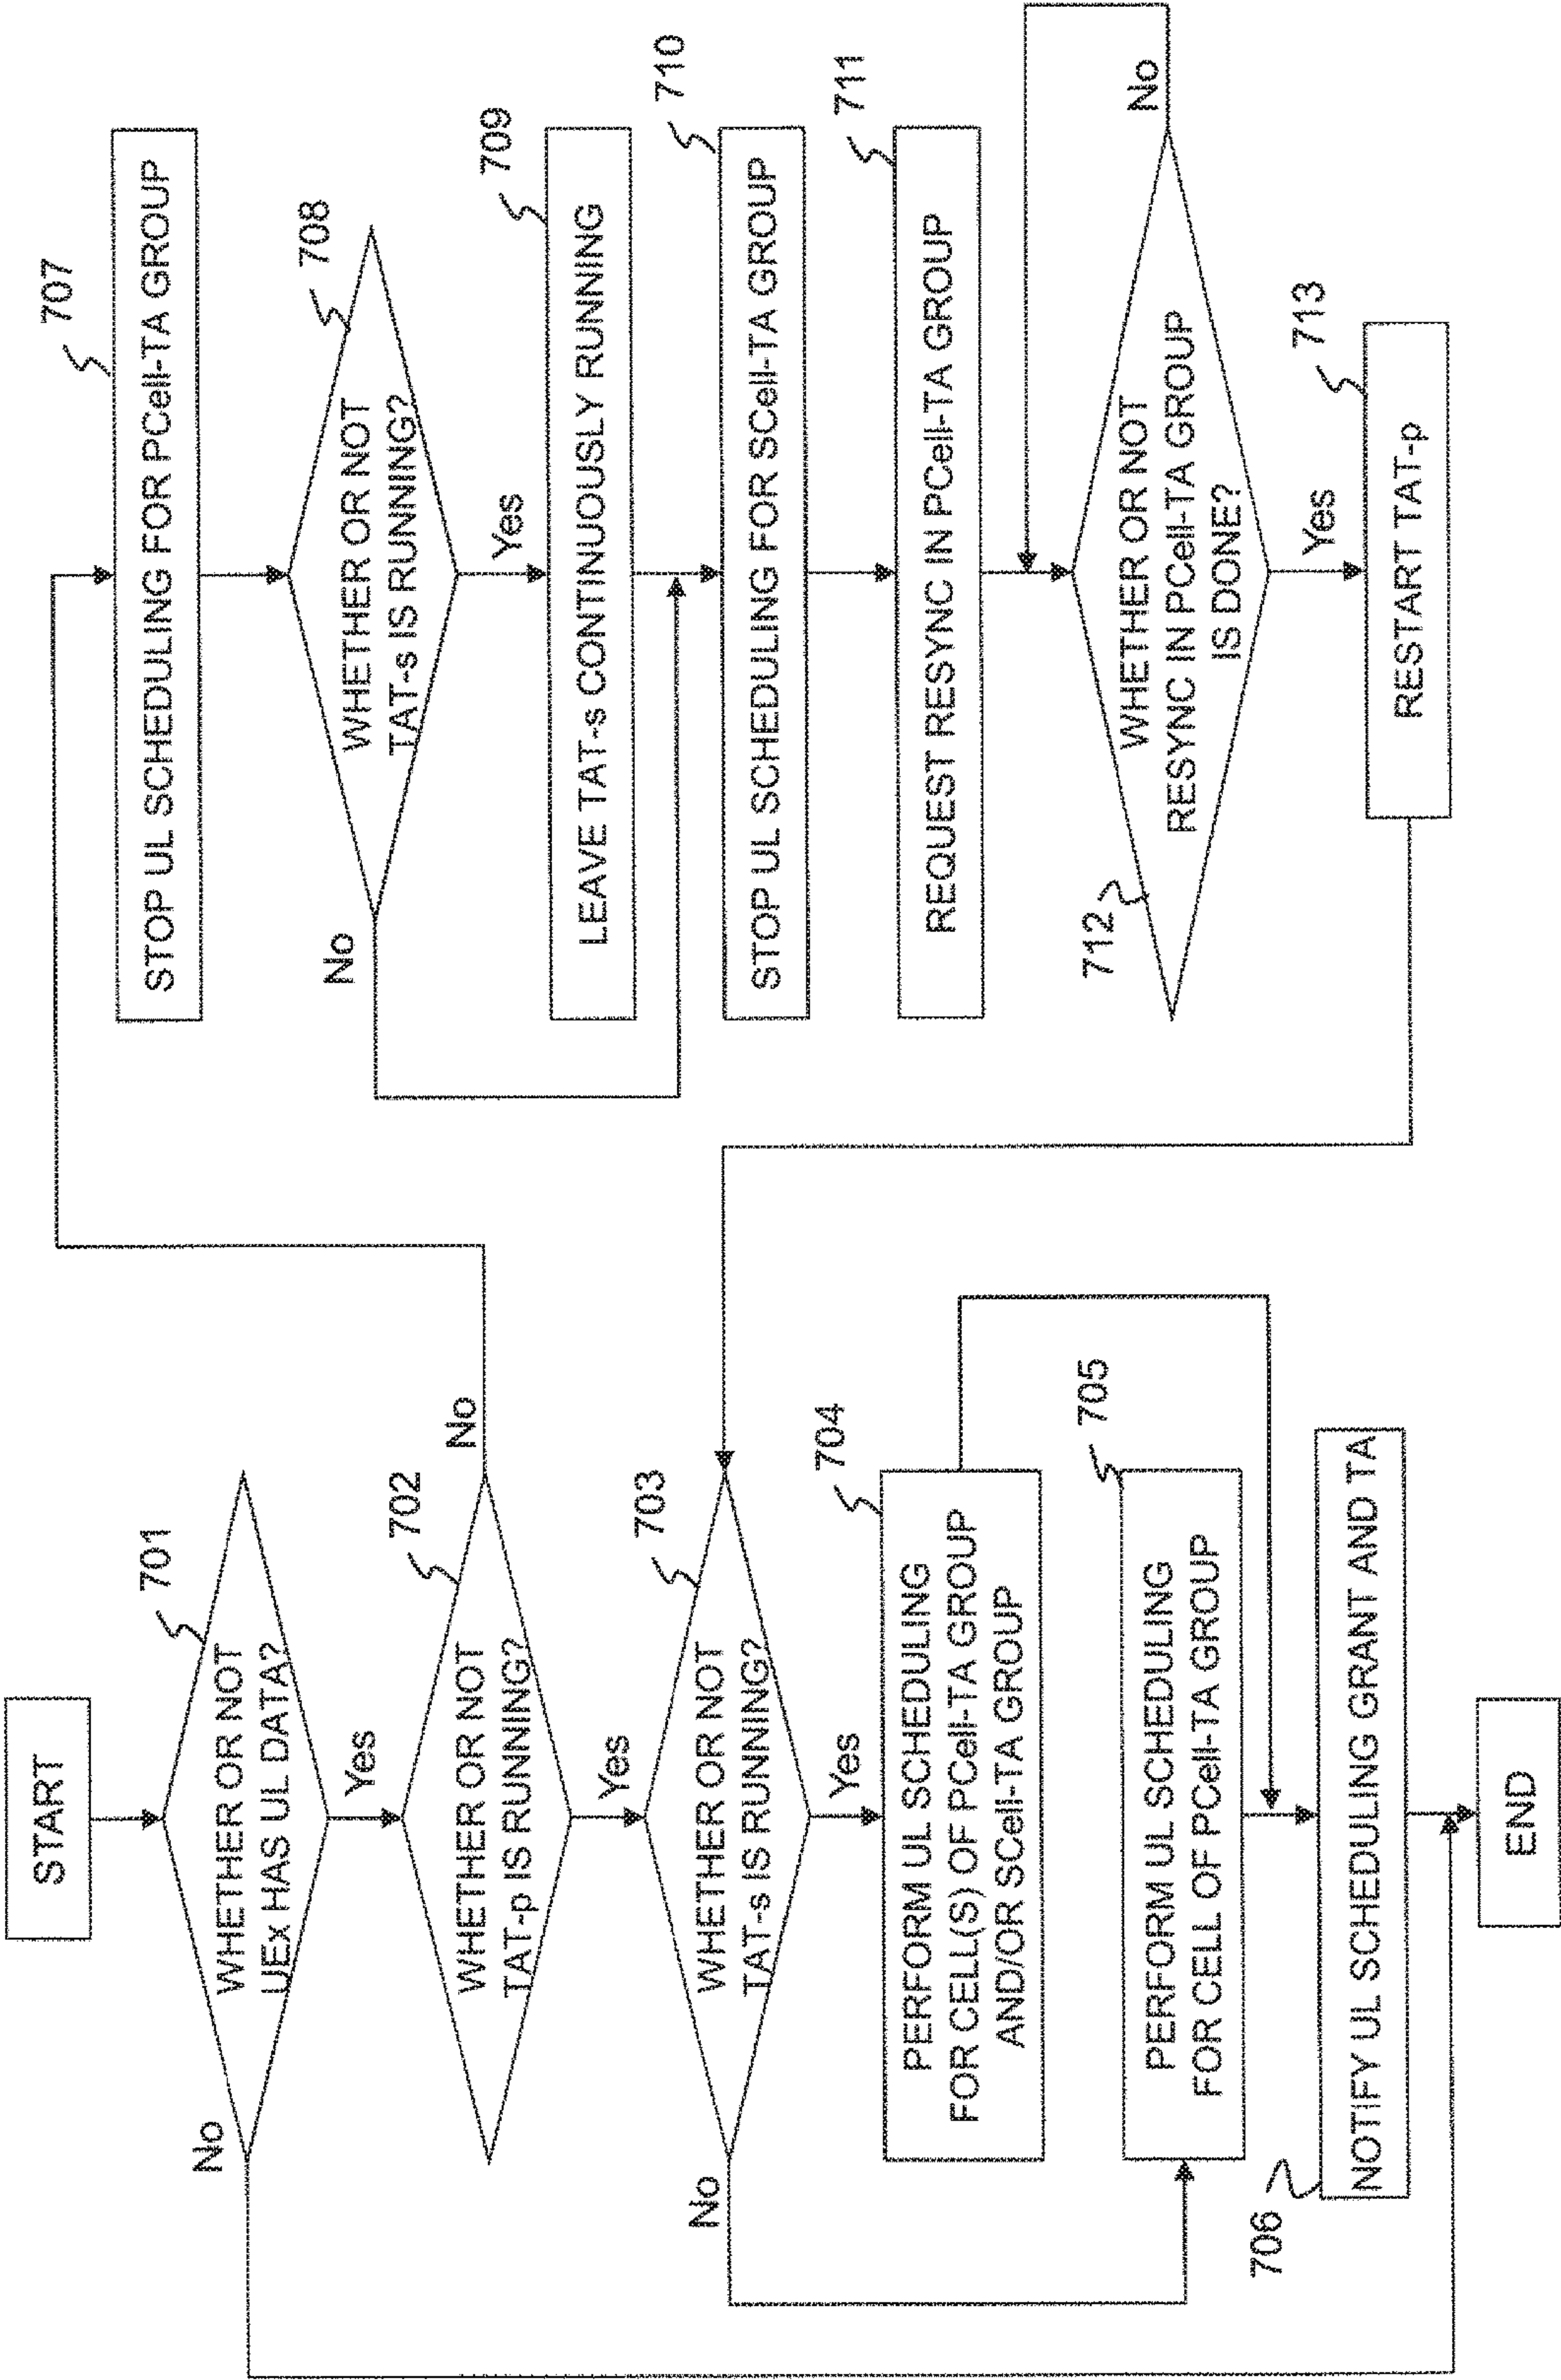 START
701
WHETHER OR NOT
UEx HAS UL DATA?
No
Yes
702
WHETHER OR NOT
TAT-p IS RUNNING?
No
Yes
703
WHETHER OR NOT
TAT-s IS RUNNING?
No
Yes
704
PERFORM UL SCHEDULING
FOR CELL(S) OF PCell-TA GROUP
AND/OR SCell-TA GROUP
705
PERFORM UL SCHEDULING
FOR CELL OF PCell-TA GROUP
706
NOTIFY UL SCHEDULING GRANT AND TA
END
707
STOP UL SCHEDULING FOR PCell-TA GROUP
708
WHETHER OR NOT
TAT-s IS RUNNING?
No
Yes
709
LEAVE TAT-s CONTINUOUSLY RUNNING
710
STOP UL SCHEDULING FOR SCell-TA GROUP
711
REQUEST RESYNC IN PCell-TA GROUP
712
WHETHER OR NOT
RESYNC IN PCell-TA GROUP
IS DONE?
No
Yes
713
RESTART TAT-p